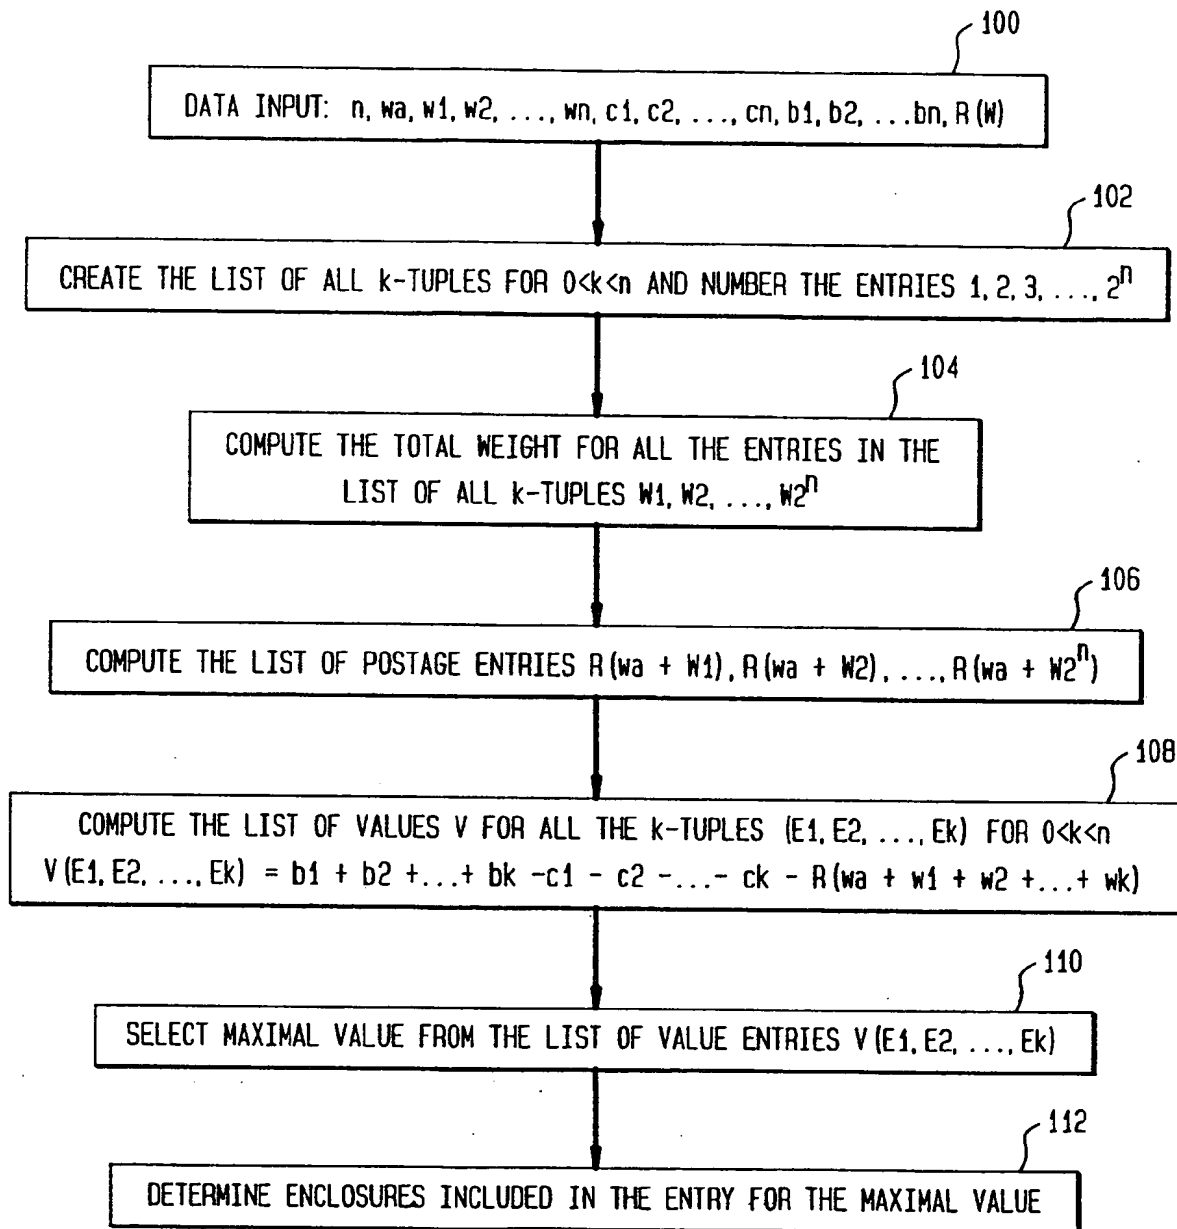 100
DATA INPUT: n, wa, w1, w2, ..., wn, c1, c2, ..., cn, b1, b2, ...bn, R(W)
102
CREATE THE LIST OF ALL k-TUPLES FOR 0<k<n AND NUMBER THE ENTRIES 1, 2, 3, ..., 2^n
104
COMPUTE THE TOTAL WEIGHT FOR ALL THE ENTRIES IN THE
LIST OF ALL k-TUPLES W1, W2, ..., W2^n
106
COMPUTE THE LIST OF POSTAGE ENTRIES R(wa + W1), R(wa + W2), ..., R(wa + W2^n)
108
COMPUTE THE LIST OF VALUES V FOR ALL THE k-TUPLES (E1, E2, ..., Ek) FOR 0<k<n
V(E1, E2, ..., Ek) = b1 + b2 +...+ bk -c1 - c2 -...- ck - R(wa + w1 + w2 +...+ wk)
110
SELECT MAXIMAL VALUE FROM THE LIST OF VALUE ENTRIES V(E1, E2, ..., Ek)
112
DETERMINE ENCLOSURES INCLUDED IN THE ENTRY FOR THE MAXIMAL VALUE